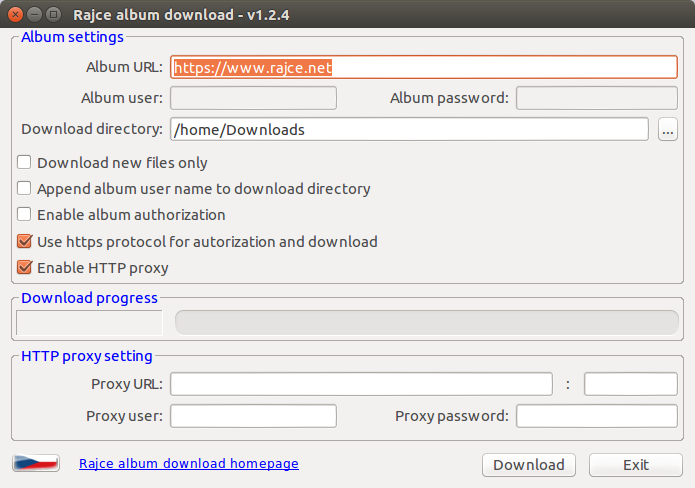 Rajce album download - v1.2.4
Album settings
Album URL: https://www.rajce.net
Album user: Album password:
Download directory: /home/Downloads ...
Download new files only
Append album user name to download directory
Enable album authorization
Use https protocol for autorization and download
Enable HTTP proxy
Download progress
HTTP proxy setting
Proxy URL: :
Proxy user: Proxy password:
Rajce album download homepage Download Exit